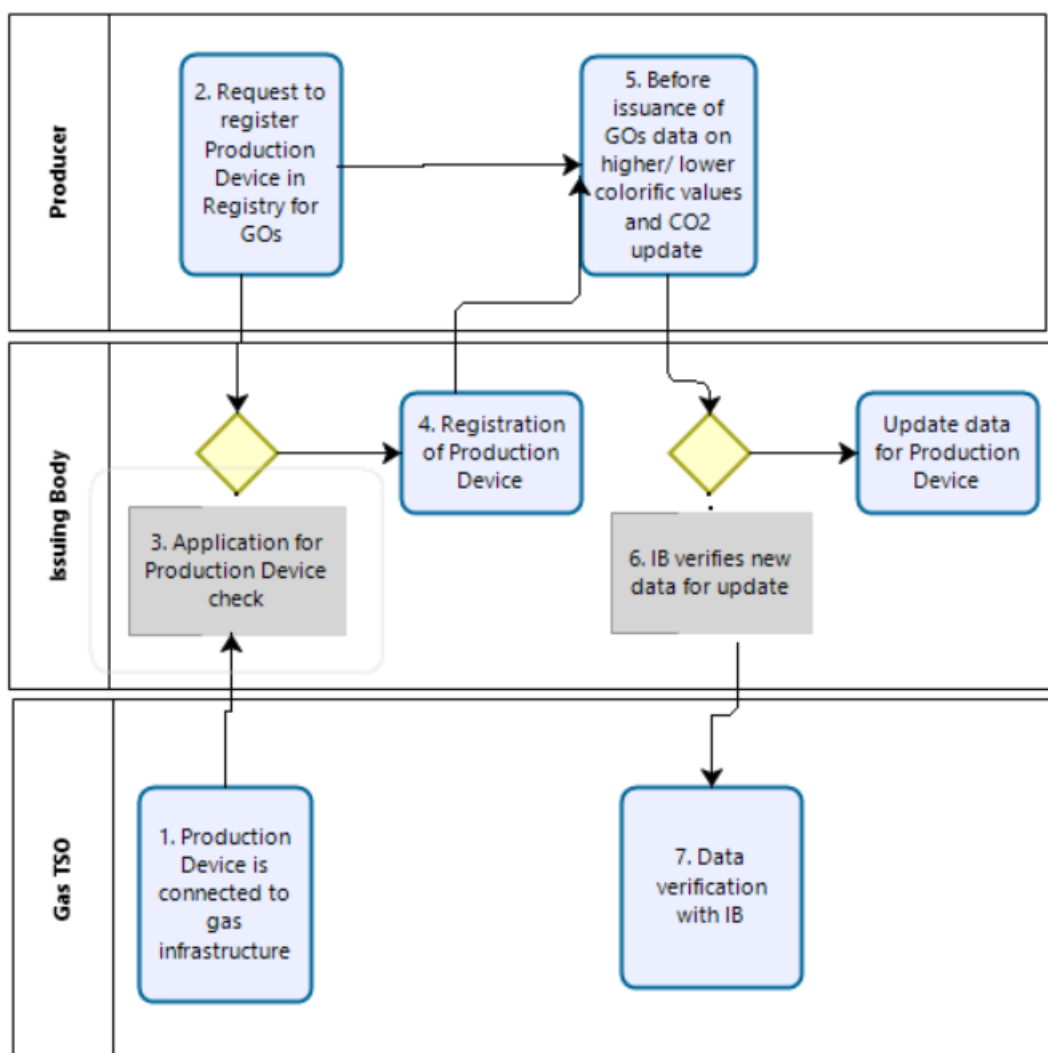 Producer
2. Request to
register
Production
Device in
Registry for
GOs
5. Before
issuance of
GOs data on
higher/ lower
colorific values
and CO2
update
Issuing Body
3. Application for
Production Device
check
4. Registration
of Production
Device
6. IB verifies new
data for update
Update data
for Production
Device
Gas TSO
1. Production
Device is
connected to
gas
infrastructure
7. Data
verification
with IB